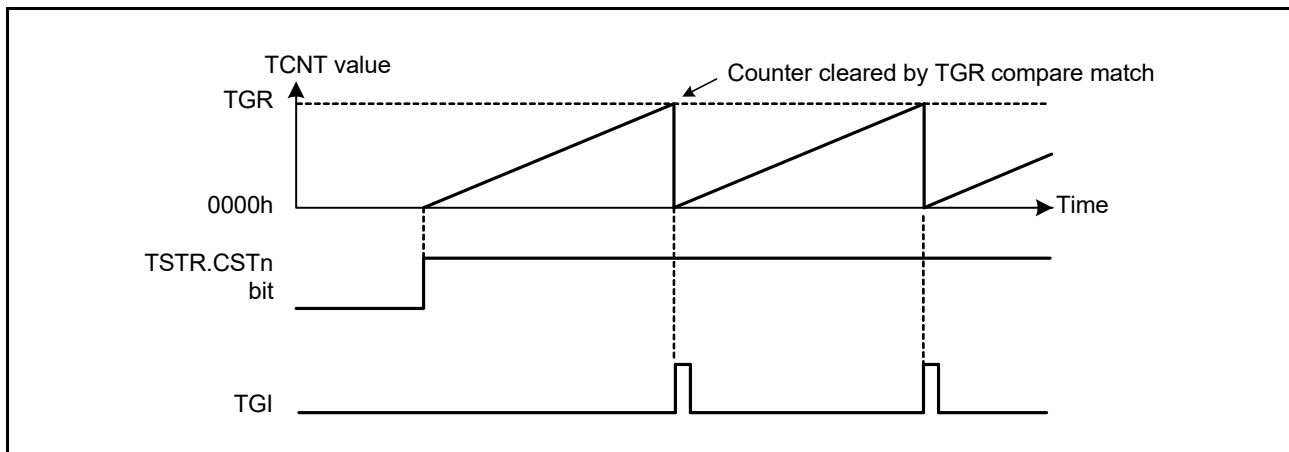 TCNT value
Counter cleared by TGR compare match
TGR
0000h
Time
TSTR.CSTn
bit
TGI